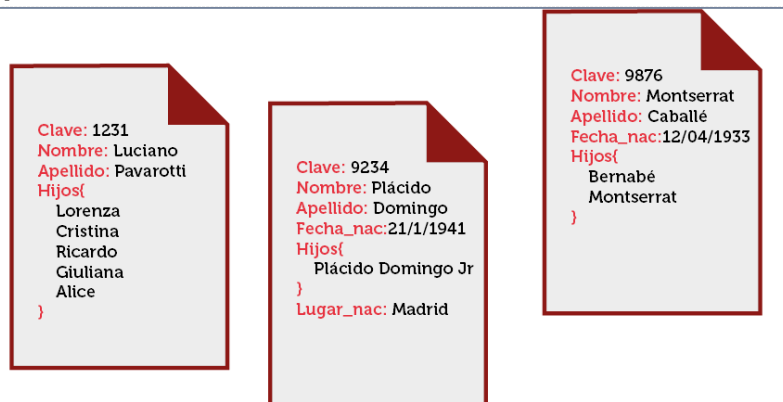 Clave: 1231
Nombre: Luciano
Apellido: Pavarotti
Hijos{
Lorenza
Cristina
Ricardo
Giuliana
Alice
}
Clave: 9234
Nombre: Plácido
Apellido: Domingo
Fecha_nac:21/1/1941
Hijos{
Plácido Domingo Jr
}
Lugar_nac: Madrid
Clave: 9876
Nombre: Montserrat
Apellido: Caballé
Fecha_nac:12/04/1933
Hijos{
Bernabé
Montserrat
}